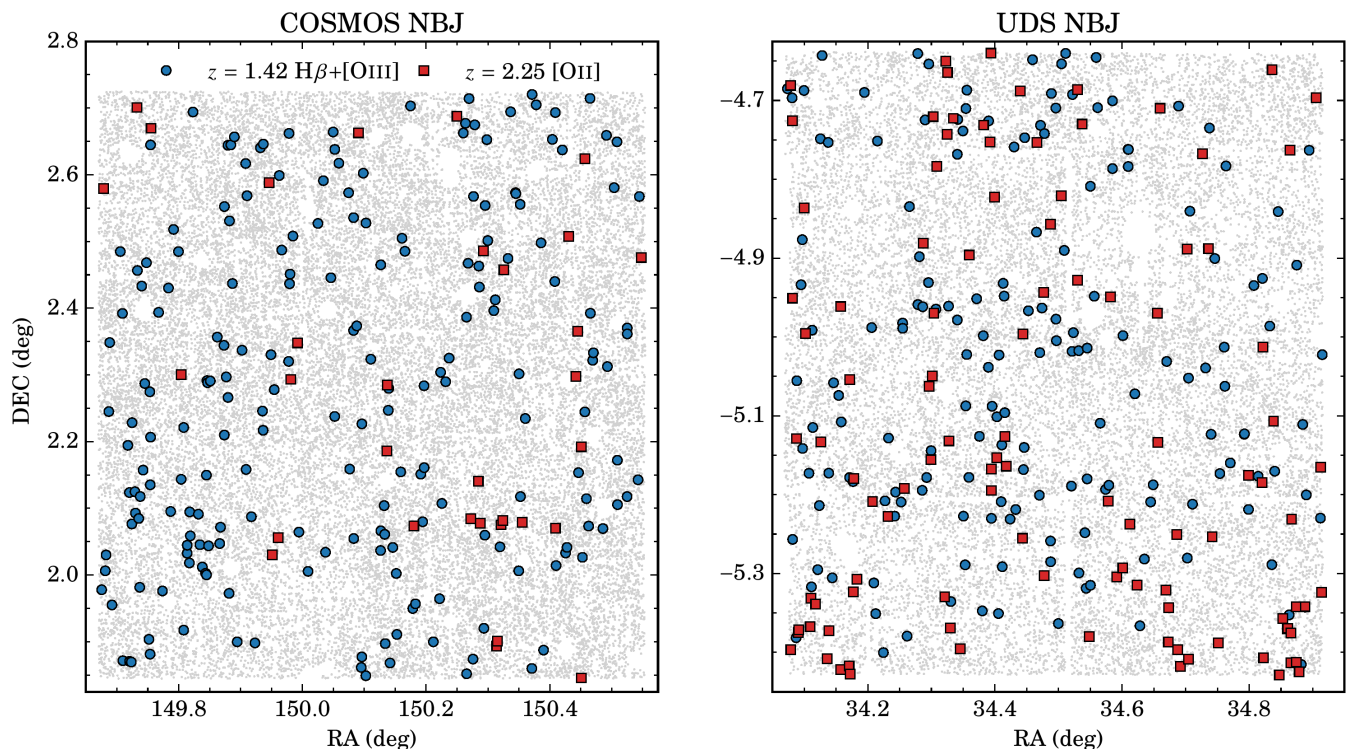 COSMOS NBJ
z = 1.42 Hβ+[OIII]
z = 2.25 [OII]
DEC (deg)
2.8
2.6
2.4
2.2
2.0
149.8
150.0
150.2
150.4
RA (deg)
UDS NBJ
−4.7
−4.9
−5.1
−5.3
34.2
34.4
34.6
34.8
RA (deg)